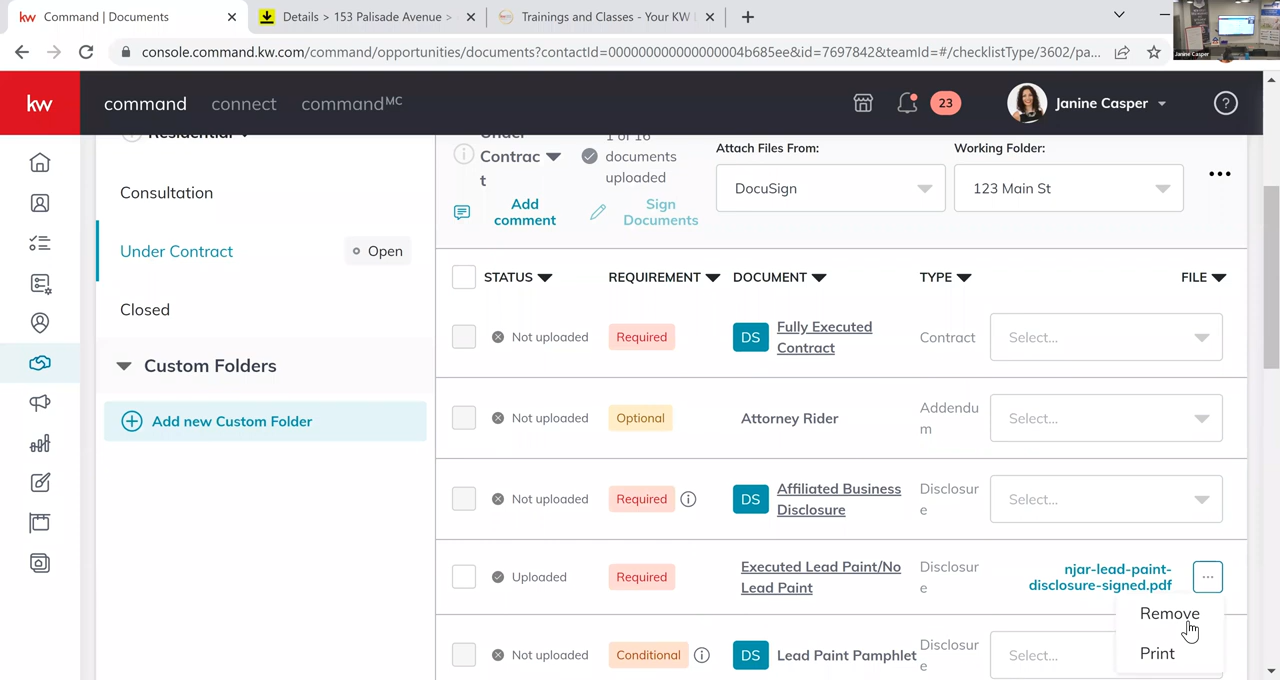 Command | Documents
Details > 153 Palisade Avenue >
Trainings and Classes - Your KW
console.command.kw.com/command/opportunities/documents?contactId=000000000000000004b685ee&id=7697842&teamId=#/checklistType/3602/pa...
Janine Casper
kw
command
connect
commandMC
23
Janine Casper
Residential
Consultation
Under Contract
Open
Closed
Custom Folders
Add new Custom Folder
Under
Contrac
t
1 of 16
documents
uploaded
Add
comment
Sign
Documents
Attach Files From:
DocuSign
Working Folder:
123 Main St
STATUS
REQUIREMENT
DOCUMENT
TYPE
FILE
Not uploaded
Required
DS
Fully Executed
Contract
Contract
Select...
Not uploaded
Optional
Attorney Rider
Addendu
m
Select...
Not uploaded
Required
DS
Affiliated Business
Disclosure
Disclosur
e
Select...
Uploaded
Required
Executed Lead Paint/No
Lead Paint
Disclosur
e
njar-lead-paint-
disclosure-signed.pdf
Remove
Print
Not uploaded
Conditional
DS
Lead Paint Pamphlet
Disclosur
e
Select...